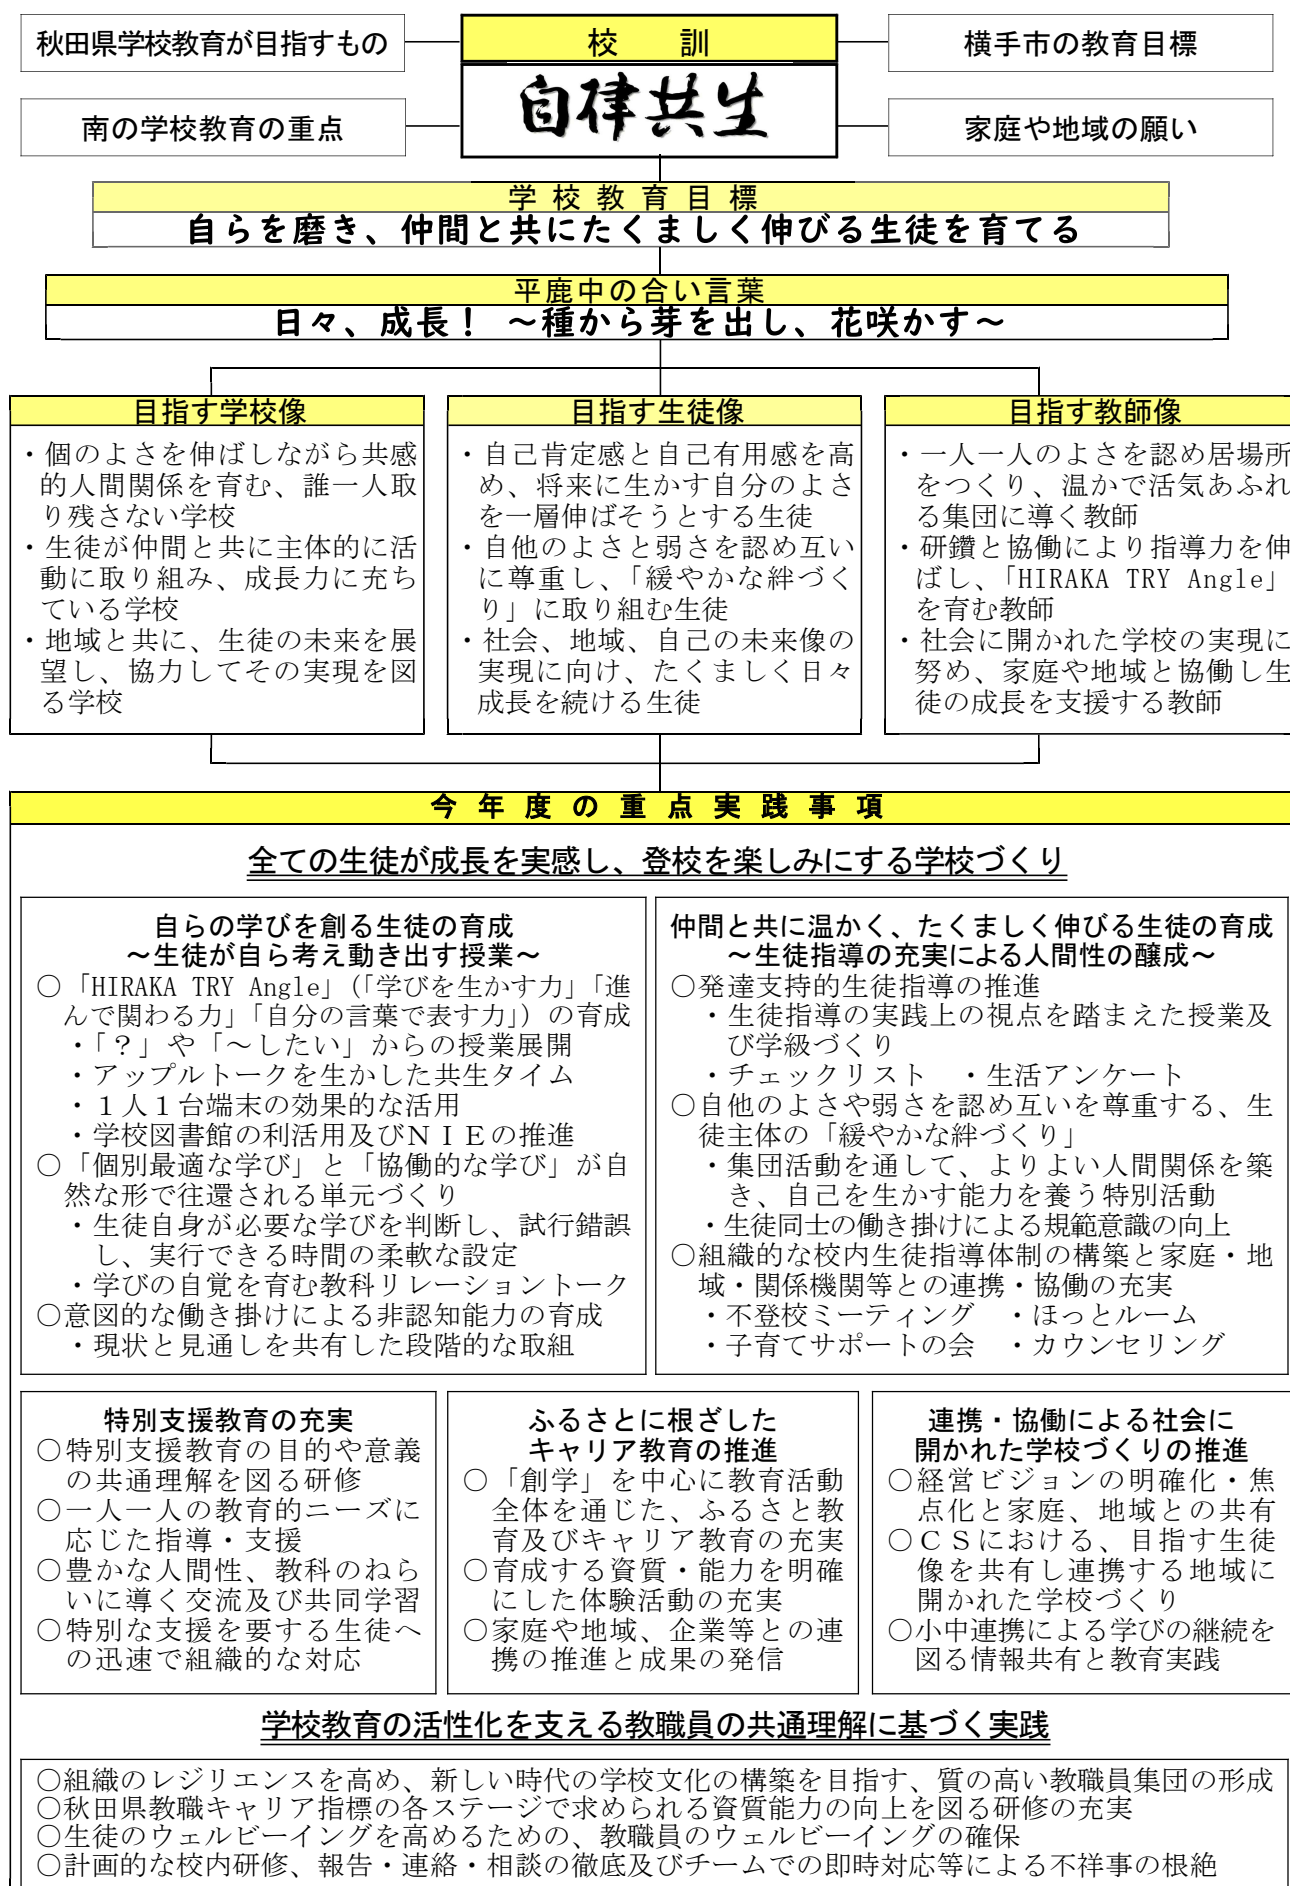 秋田県学校教育が目指すもの
校　訓
横手市の教育目標
自律共生
南の学校教育の重点
家庭や地域の願い
学校教育目標
自らを磨き、仲間と共にたくましく伸びる生徒を育てる
平鹿中の合い言葉
日々、成長！　～種から芽を出し、花咲かす～
目指す学校像
・個のよさを伸ばしながら共感
的人間関係を育む、誰一人取
り残さない学校
・生徒が仲間と共に主体的に活
動に取り組み、成長力に充ち
ている学校
・地域と共に、生徒の未来を展
望し、協力してその実現を図
る学校
目指す生徒像
・自己肯定感と自己有用感を高
め、将来に生かす自分のよさ
を一層伸ばそうとする生徒
・自他のよさと弱さを認め互い
に尊重し、「緩やかな絆づく
り」に取り組む生徒
・社会、地域、自己の未来像の
実現に向け、たくましく日々
成長を続ける生徒
目指す教師像
・一人一人のよさを認め居場所
をつくり、温かで活気あふれ
る集団に導く教師
・研鑽と協働により指導力を伸
ばし、「HIRAKA TRY Angle」
を育む教師
・社会に開かれた学校の実現に
努め、家庭や地域と協働し生
徒の成長を支援する教師
今年度の重点実践事項
全ての生徒が成長を実感し、登校を楽しみにする学校づくり
自らの学びを創る生徒の育成
～生徒が自ら考え動き出す授業～
○「HIRAKA TRY Angle」(「学びを生かす力」「進
んで関わる力」「自分の言葉で表す力」）の育成
・「？」や「～したい」からの授業展開
・アップルトークを生かした共生タイム
・１人１台端末の効果的な活用
・学校図書館の利活用及びＮＩＥの推進
○「個別最適な学び」と「協働的な学び」が自
然な形で往還される単元づくり
・生徒自身が必要な学びを判断し、試行錯誤
し、実行できる時間の柔軟な設定
・学びの自覚を育む教科リレーショントーク
○意図的な働き掛けによる非認知能力の育成
・現状と見通しを共有した段階的な取組
仲間と共に温かく、たくましく伸びる生徒の育成
～生徒指導の充実による人間性の醸成～
○発達支持的生徒指導の推進
・生徒指導の実践上の視点を踏まえた授業及
び学級づくり
・チェックリスト　・生活アンケート
○自他のよさや弱さを認め互いを尊重する、生
徒主体の「緩やかな絆づくり」
・集団活動を通して、よりよい人間関係を築
き、自己を生かす能力を養う特別活動
・生徒同士の働き掛けによる規範意識の向上
○組織的な校内生徒指導体制の構築と家庭・地
域・関係機関等との連携・協働の充実
・不登校ミーティング　・ほっとルーム
・子育てサポートの会　・カウンセリング
特別支援教育の充実
○特別支援教育の目的や意義
の共通理解を図る研修
○一人一人の教育的ニーズに
応じた指導・支援
○豊かな人間性、教科のねら
いに導く交流及び共同学習
○特別な支援を要する生徒へ
の迅速で組織的な対応
ふるさとに根ざした
キャリア教育の推進
○「創学」を中心に教育活動
全体を通じた、ふるさと教
育及びキャリア教育の充実
○育成する資質・能力を明確
にした体験活動の充実
○家庭や地域、企業等との連
携の推進と成果の発信
連携・協働による社会に
開かれた学校づくりの推進
○経営ビジョンの明確化・焦
点化と家庭、地域との共有
○ＣＳにおける、目指す生徒
像を共有し連携する地域に
開かれた学校づくり
○小中連携による学びの継続を
図る情報共有と教育実践
学校教育の活性化を支える教職員の共通理解に基づく実践
○組織のレジリエンスを高め、新しい時代の学校文化の構築を目指す、質の高い教職員集団の形成
○秋田県教職キャリア指標の各ステージで求められる資質能力の向上を図る研修の充実
○生徒のウェルビーイングを高めるための、教職員のウェルビーイングの確保
○計画的な校内研修、報告・連絡・相談の徹底及びチームでの即時対応等による不祥事の根絶